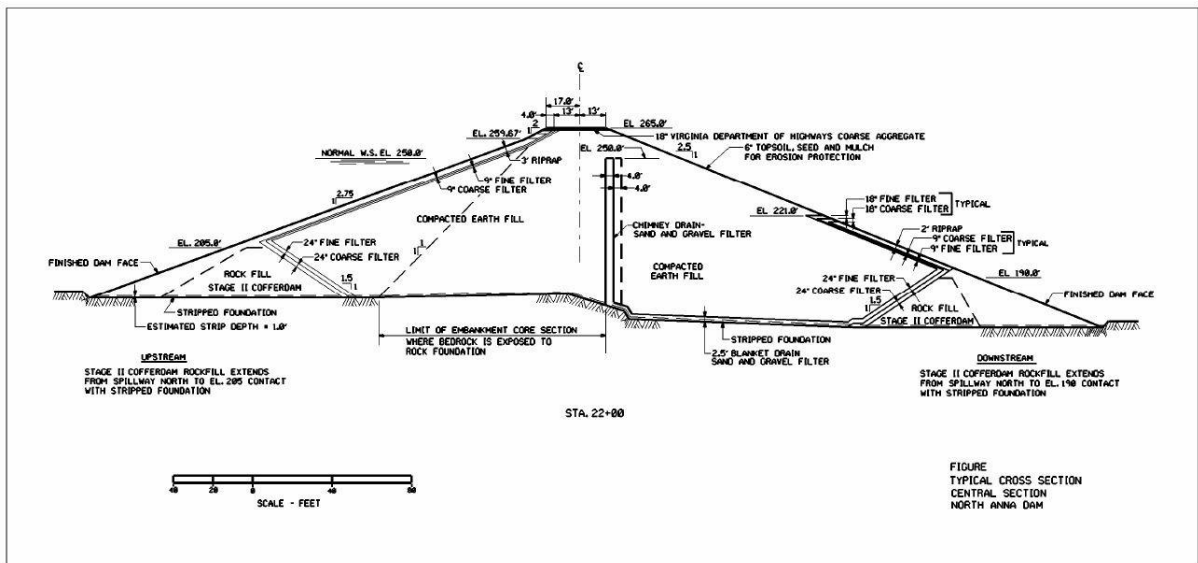 ℄
17.0'
4.0'
13'
13'
2
1
EL. 259.67'
EL 265.0'
18" VIRGINIA DEPARTMENT OF HIGHWAYS COARSE AGGREGATE
NORMAL W.S. EL 250.0'
3' RIPRAP
EL 250.0'
2.5
1
6" TOPSOIL, SEED AND MULCH
FOR EROSION PROTECTION
9" FINE FILTER
9" COARSE FILTER
4.0'
4.0'
2.75
1
18" FINE FILTER
18" COARSE FILTER
TYPICAL
EL 221.0'
COMPACTED EARTH FILL
CHIMNEY DRAIN-
SAND AND GRAVEL FILTER
2' RIPRAP
9" COARSE FILTER
9" FINE FILTER
TYPICAL
EL. 205.0'
24" FINE FILTER
24" COARSE FILTER
1
1
COMPACTED
EARTH FILL
FINISHED DAM FACE
ROCK FILL
STAGE II COFFERDAM
1.5
1
24" FINE FILTER
24" COARSE FILTER
EL 190.0'
1.5
1
ROCK FILL
STAGE II COFFERDAM
FINISHED DAM FACE
STRIPPED FOUNDATION
ESTIMATED STRIP DEPTH = 1.0'
LIMIT OF EMBANKMENT CORE SECTION
WHERE BEDROCK IS EXPOSED TO
ROCK FOUNDATION
STRIPPED FOUNDATION
2.5' BLANKET DRAIN
SAND AND GRAVEL FILTER
UPSTREAM
STAGE II COFFERDAM ROCKFILL EXTENDS
FROM SPILLWAY NORTH TO EL. 205 CONTACT
WITH STRIPPED FOUNDATION
DOWNSTREAM
STAGE II COFFERDAM ROCKFILL EXTENDS
FROM SPILLWAY NORTH TO EL. 190 CONTACT
WITH STRIPPED FOUNDATION
STA. 22+00
40 20 0 40 80
SCALE - FEET
FIGURE
TYPICAL CROSS SECTION
CENTRAL SECTION
NORTH ANNA DAM